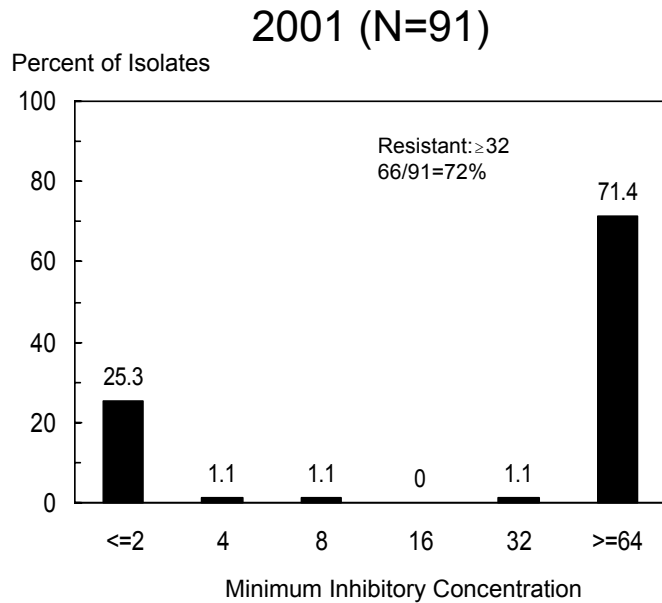 2001 (N=91)
Percent of Isolates
100
80
60
40
20
0
Resistant:≥32
66/91=72%
25.3
1.1
1.1
0
1.1
71.4
<=2 4 8 16 32 >=64
Minimum Inhibitory Concentration